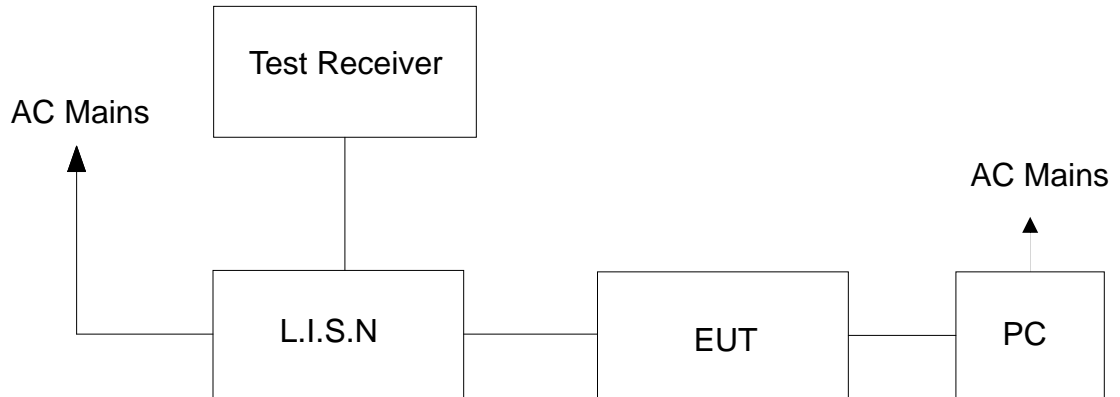 Test Receiver
AC Mains
AC Mains
L.I.S.N
EUT
PC